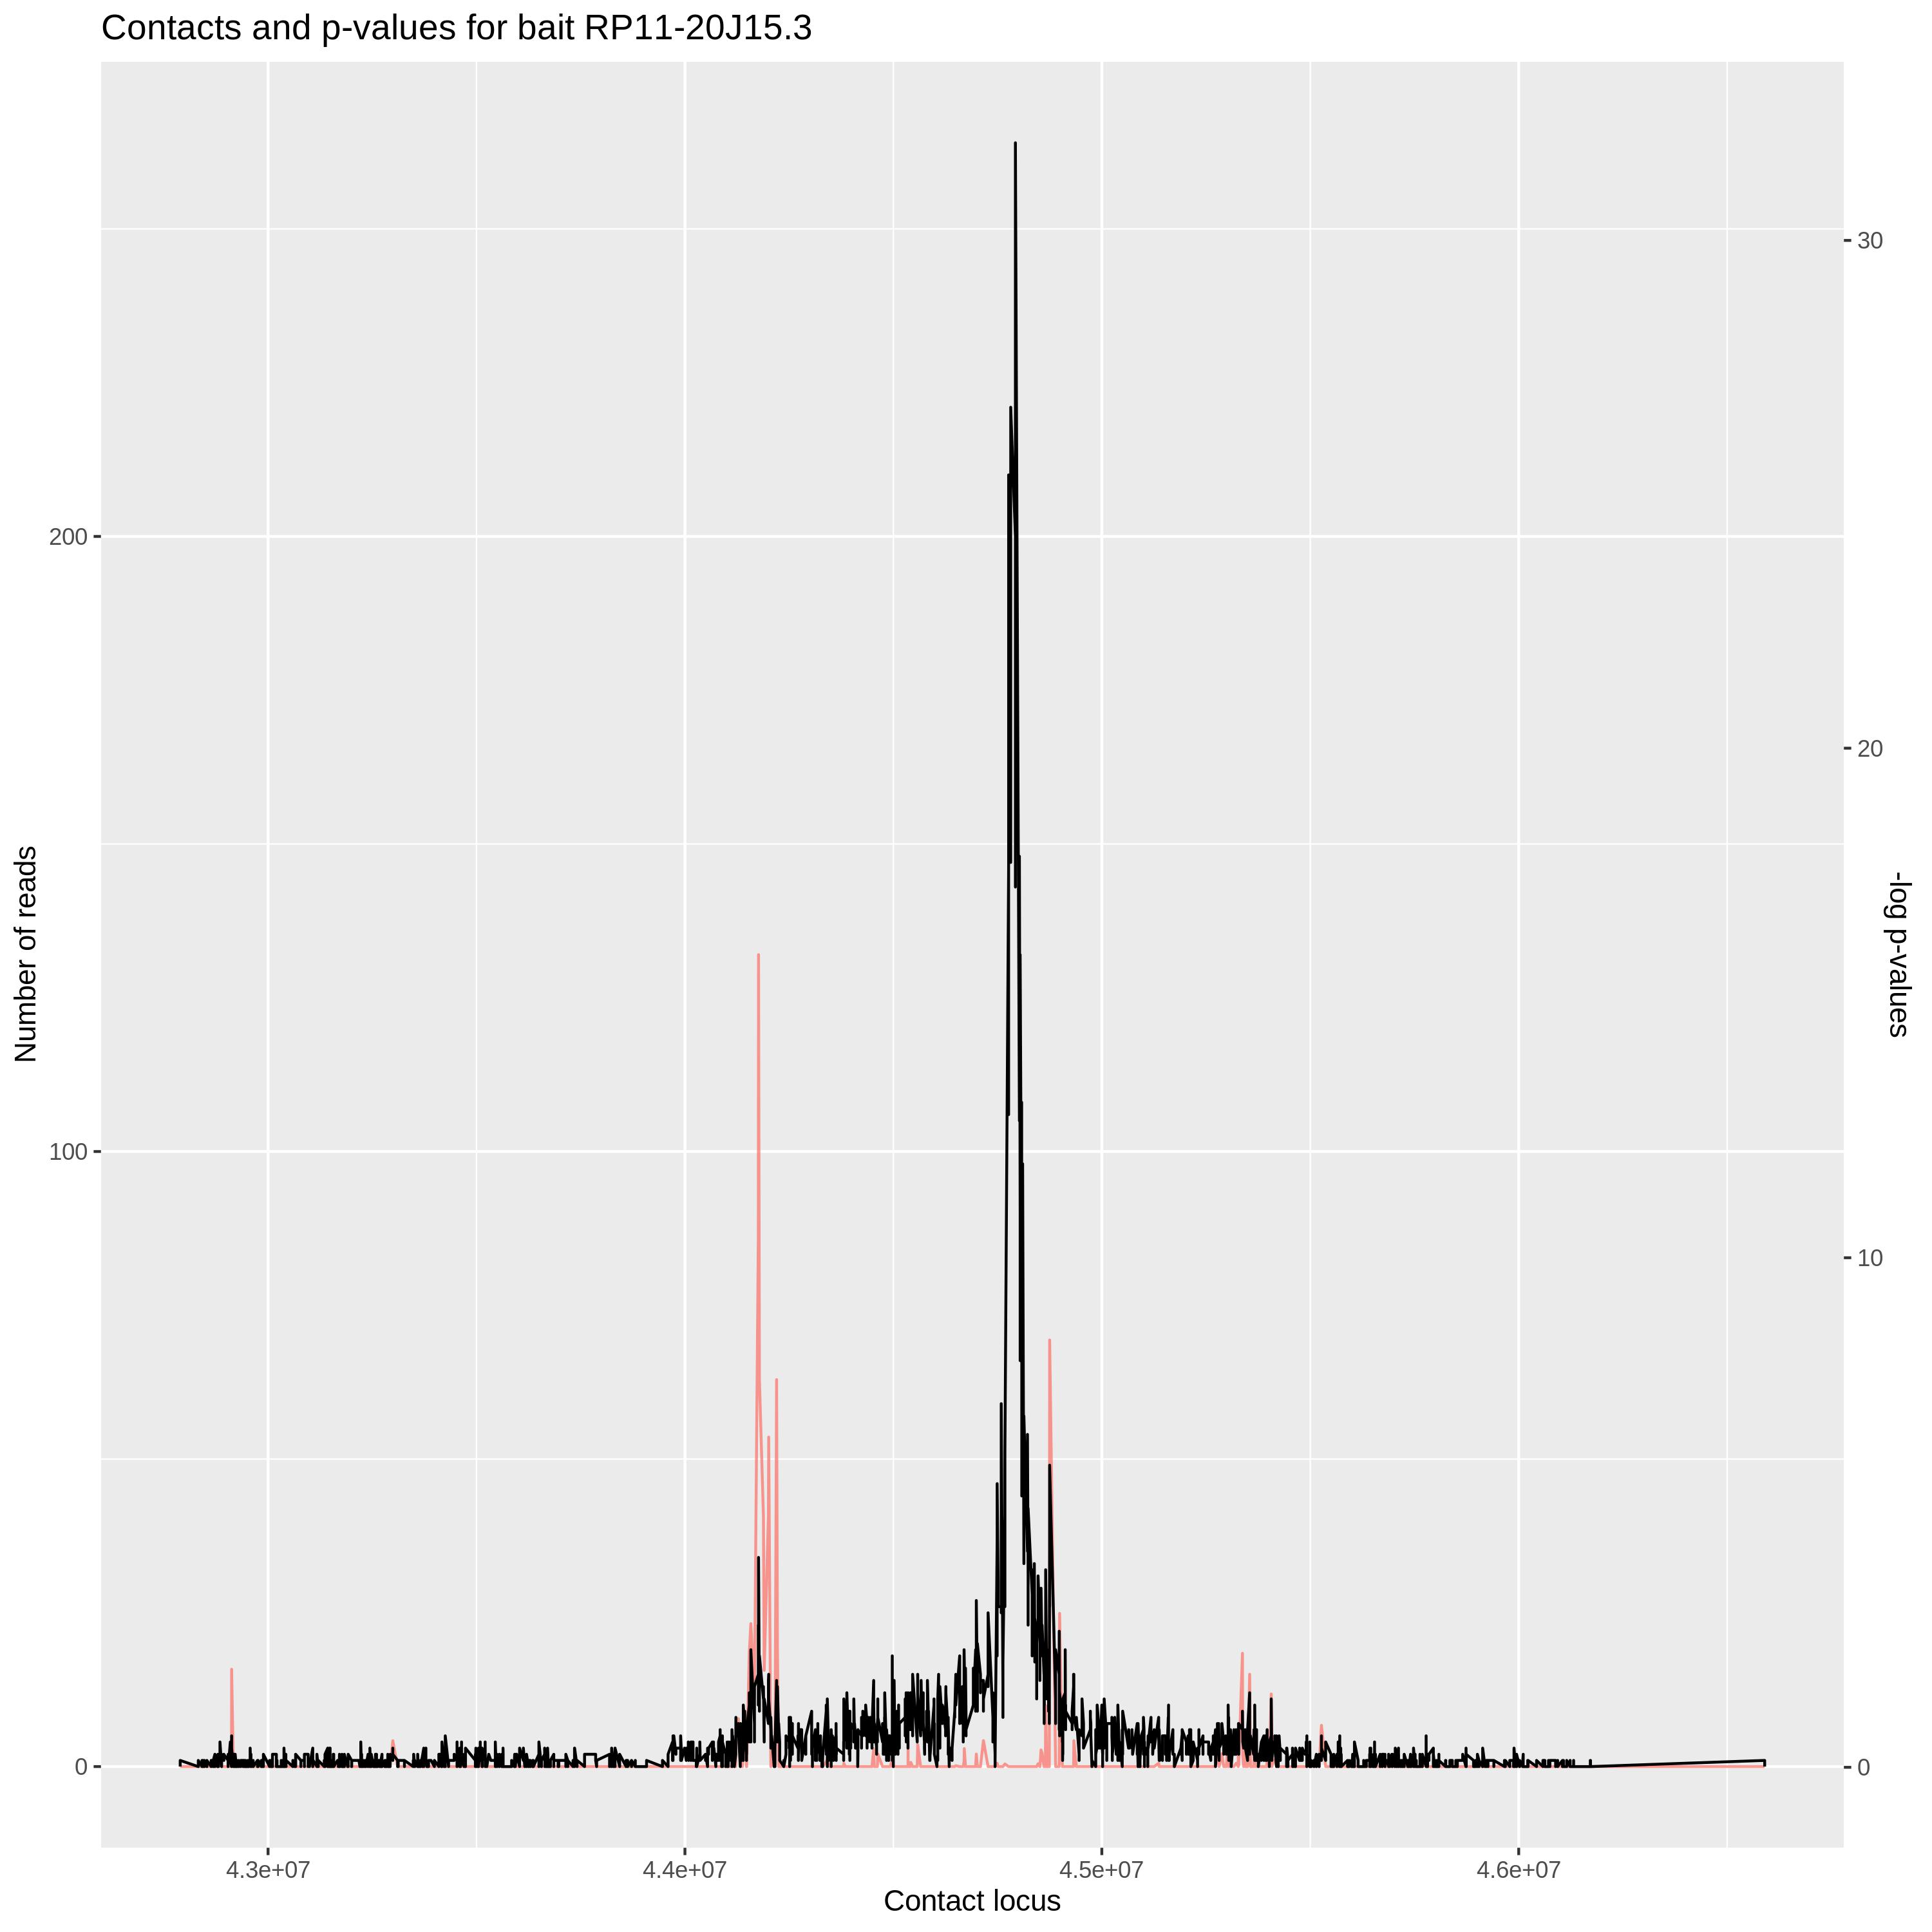 Contacts and p-values for bait RP11-20J15.3
Number of reads
200
100
0
30
20
10
0
-log p-values
4.3e+07
4.4e+07
4.5e+07
4.6e+07
Contact locus